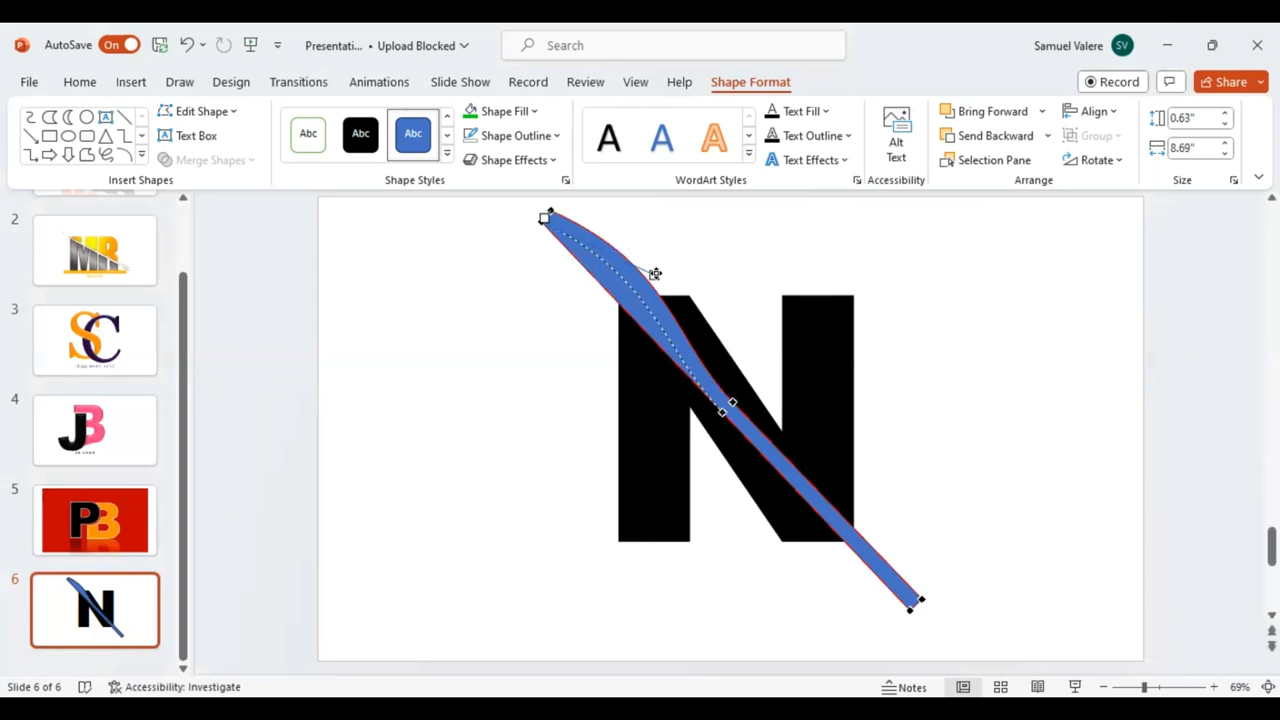 AutoSave On Presentati... • Upload Blocked Search Samuel Valere SV
File Home Insert Draw Design Transitions Animations Slide Show Record Review View Help Shape Format Record Share
Edit Shape Abc Abc Abc Shape Fill A A A Text Fill Bring Forward Align 0.63"
Text Box Shape Outline Text Outline Alt Text Send Backward Group 8.69"
Merge Shapes Shape Effects Text Effects Selection Pane Rotate
Insert Shapes Shape Styles WordArt Styles Accessibility Arrange Size
2
MR
3
SC
4
JB
5
PB
6
N
N
Slide 6 of 6 Accessibility: Investigate Notes 69%